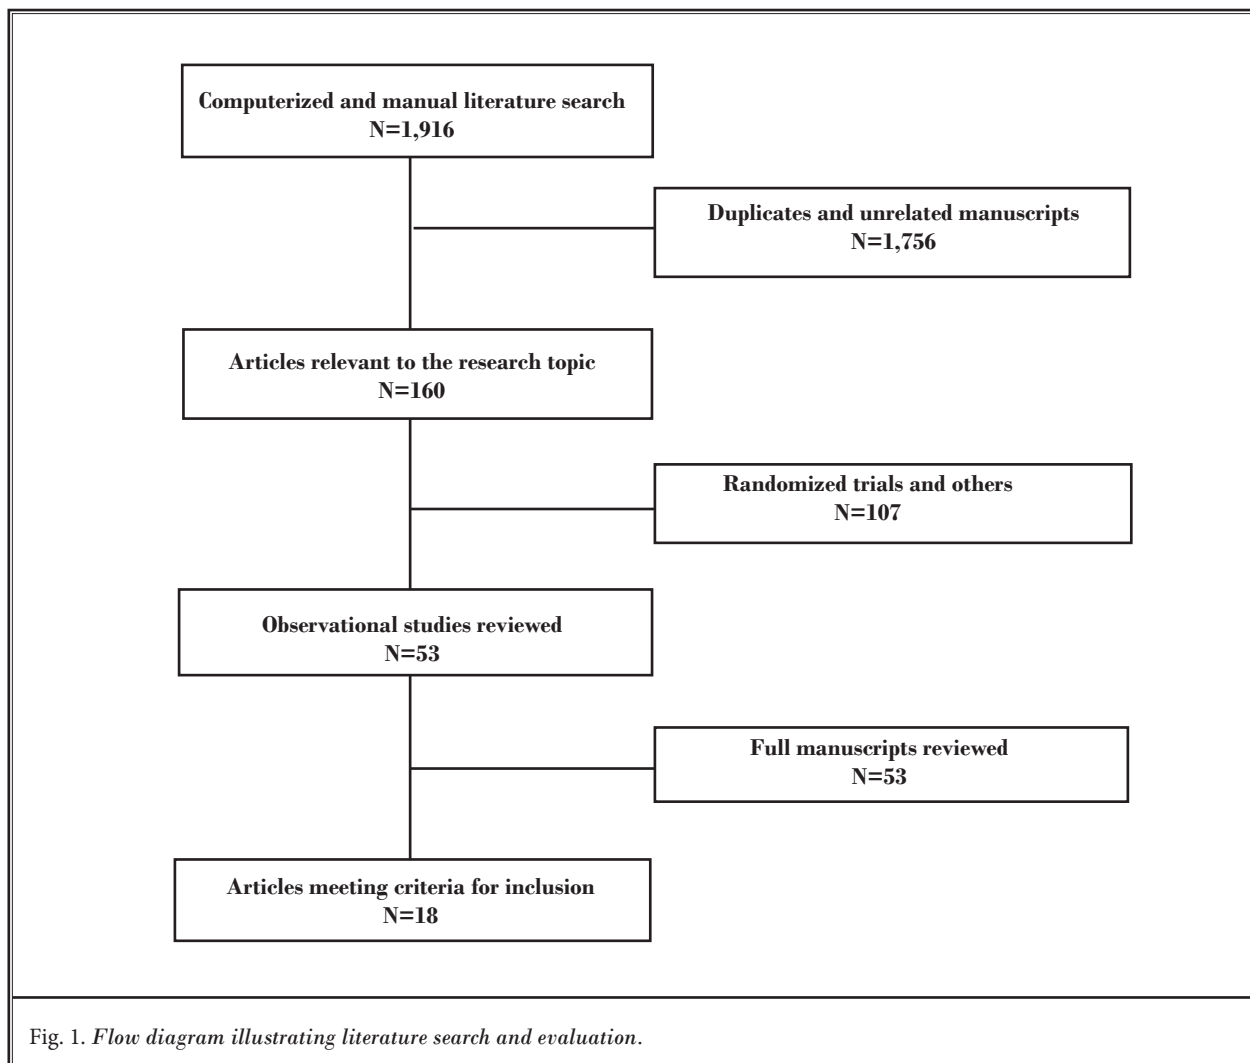 Computerized and manual literature search
N=1,916
Duplicates and unrelated manuscripts
N=1,756
Articles relevant to the research topic
N=160
Randomized trials and others
N=107
Observational studies reviewed
N=53
Full manuscripts reviewed
N=53
Articles meeting criteria for inclusion
N=18
Fig. 1. Flow diagram illustrating literature search and evaluation.